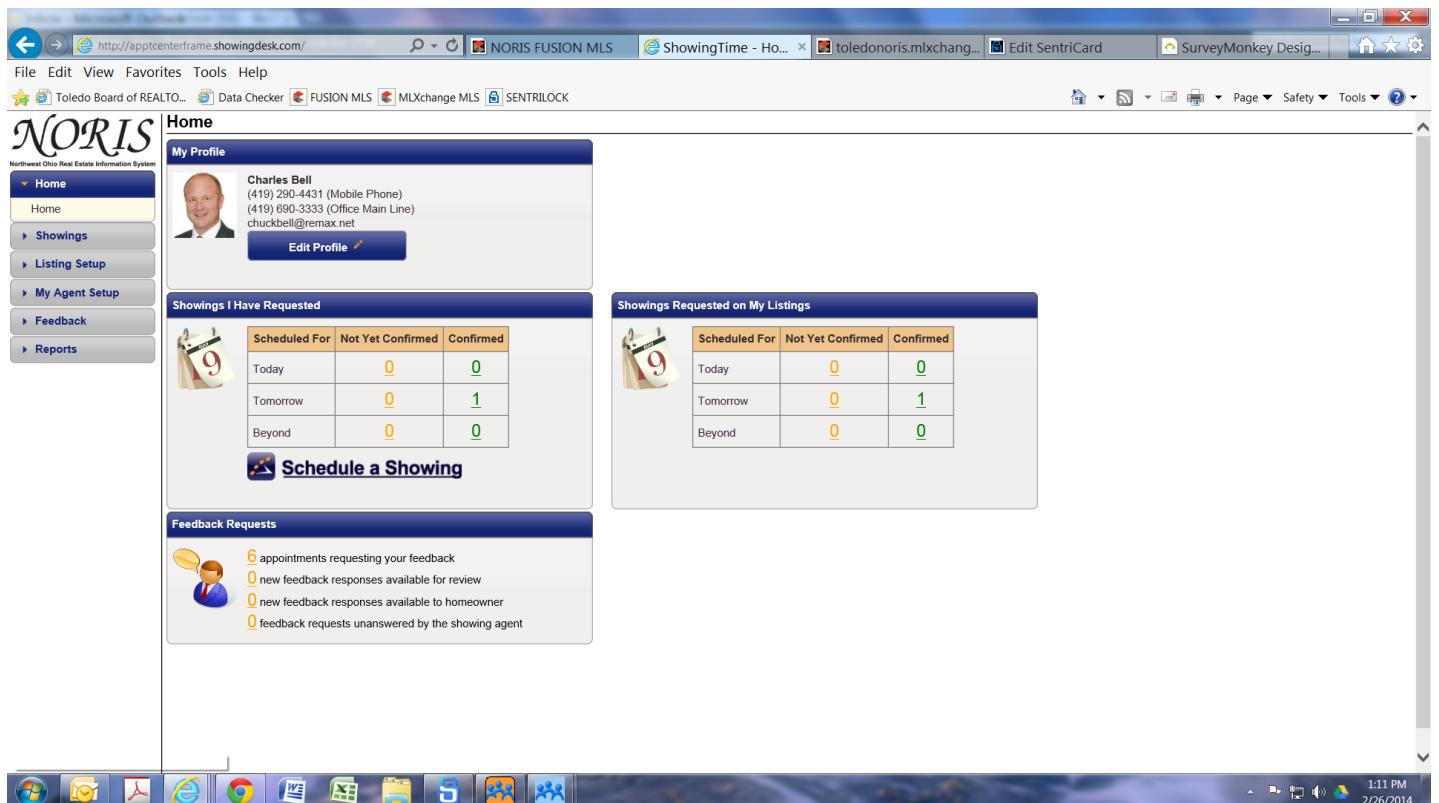 Inbox - Microsoft Outlook
http://apptcenterframe.showingdesk.com/
NORIS FUSION MLS
ShowingTime - Ho...
toledonoris.mlxchang...
Edit SentriCard
SurveyMonkey Desig...
File Edit View Favorites Tools Help
Toledo Board of REALTO...
Data Checker
FUSION MLS
MLXchange MLS
SENTRILOCK
Page
Safety
Tools
NORIS
Northwest Ohio Real Estate Information System
Home
Home
Showings
Listing Setup
My Agent Setup
Feedback
Reports
Home
My Profile
Charles Bell
(419) 290-4431 (Mobile Phone)
(419) 690-3333 (Office Main Line)
chuckbell@remax.net
Edit Profile
Showings I Have Requested
MAY
9
Scheduled For Not Yet Confirmed Confirmed
Today 0 0
Tomorrow 0 1
Beyond 0 0
Schedule a Showing
Showings Requested on My Listings
MAY
9
Scheduled For Not Yet Confirmed Confirmed
Today 0 0
Tomorrow 0 1
Beyond 0 0
Feedback Requests
6 appointments requesting your feedback
0 new feedback responses available for review
0 new feedback responses available to homeowner
0 feedback requests unanswered by the showing agent
1:11 PM
2/26/2014